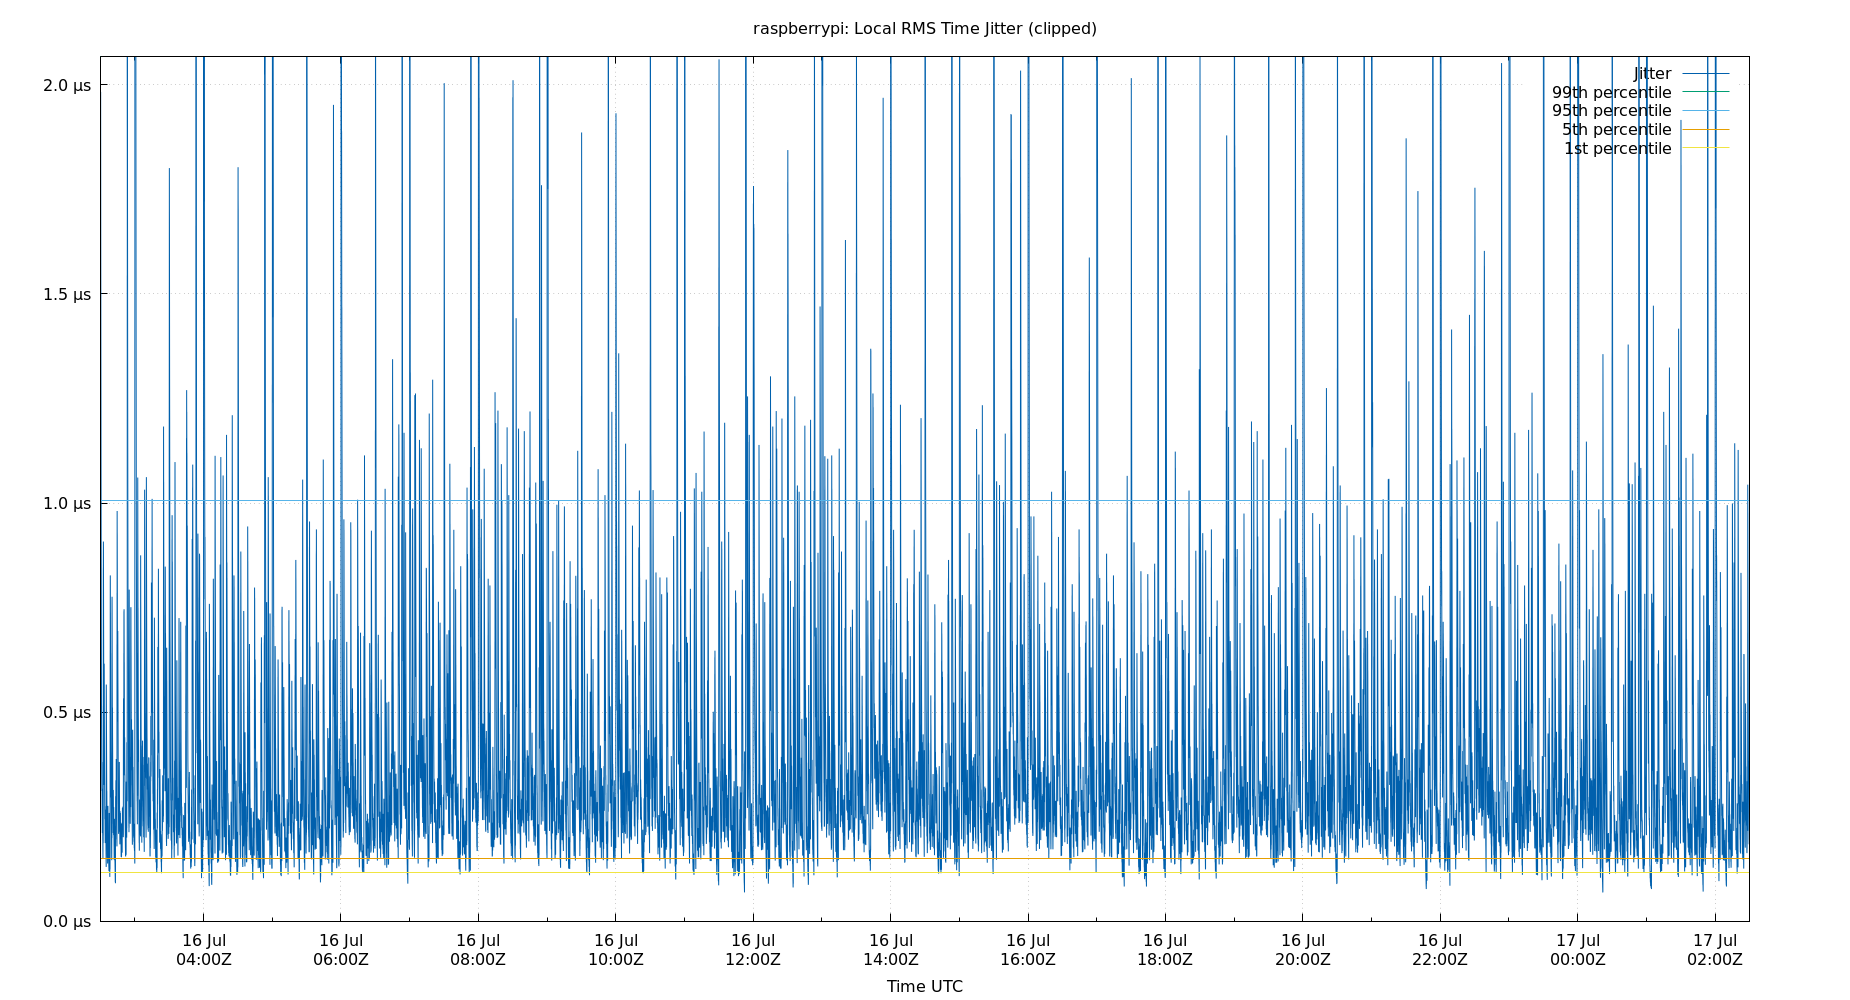 raspberrypi: Local RMS Time Jitter (clipped)
Jitter
99th percentile
95th percentile
5th percentile
1st percentile
2.0 μs
1.5 μs
1.0 μs
0.5 μs
0.0 μs
16 Jul 16 Jul 16 Jul 16 Jul 16 Jul 16 Jul 16 Jul 16 Jul 16 Jul 16 Jul 17 Jul 17 Jul
04:00Z 06:00Z 08:00Z 10:00Z 12:00Z 14:00Z 16:00Z 18:00Z 20:00Z 22:00Z 00:00Z 02:00Z
Time UTC